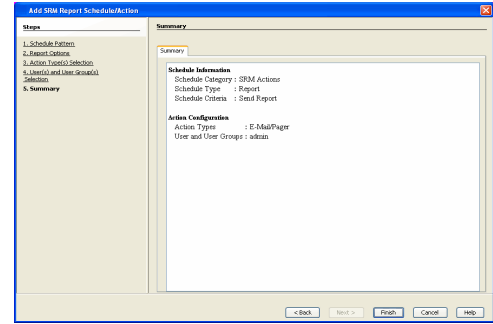 Add SRM Report Schedule/Action
Steps
1. Schedule Pattern
2. Report Options
3. Action Type(s) Selection
4. User(s) and User Group(s)
Selection
5. Summary
Summary
Summary
Schedule Information
Schedule Category : SRM Actions
Schedule Type : Report
Schedule Criteria : Send Report
Action Configuration
Action Types : E-Mail/Pager
User and User Groups : admin
< Back
Next >
Finish
Cancel
Help